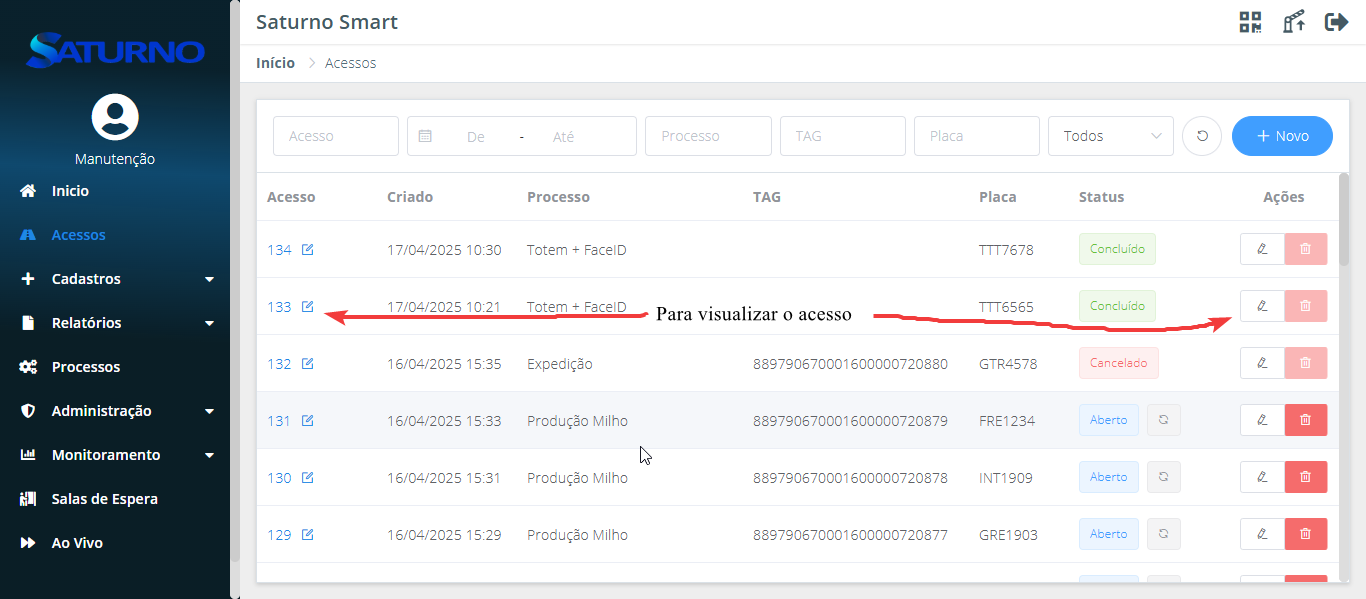 SATURNO
Manutenção
Inicio
Acessos
Cadastros
Relatórios
Processos
Administração
Monitoramento
Salas de Espera
Ao Vivo
Saturno Smart
Início > Acessos
Acesso De - Até Processo TAG Placa Todos + Novo
Acesso Criado Processo TAG Placa Status Ações
134 17/04/2025 10:30 Totem + FaceID TTT7678 Concluído
133 17/04/2025 10:21 Totem + FaceID TTT6565 Concluído
Para visualizar o acesso
132 16/04/2025 15:35 Expedição 889790670001600000720880 GTR4578 Cancelado
131 16/04/2025 15:33 Produção Milho 889790670001600000720879 FRE1234 Aberto
130 16/04/2025 15:31 Produção Milho 889790670001600000720878 INT1909 Aberto
129 16/04/2025 15:29 Produção Milho 889790670001600000720877 GRE1903 Aberto